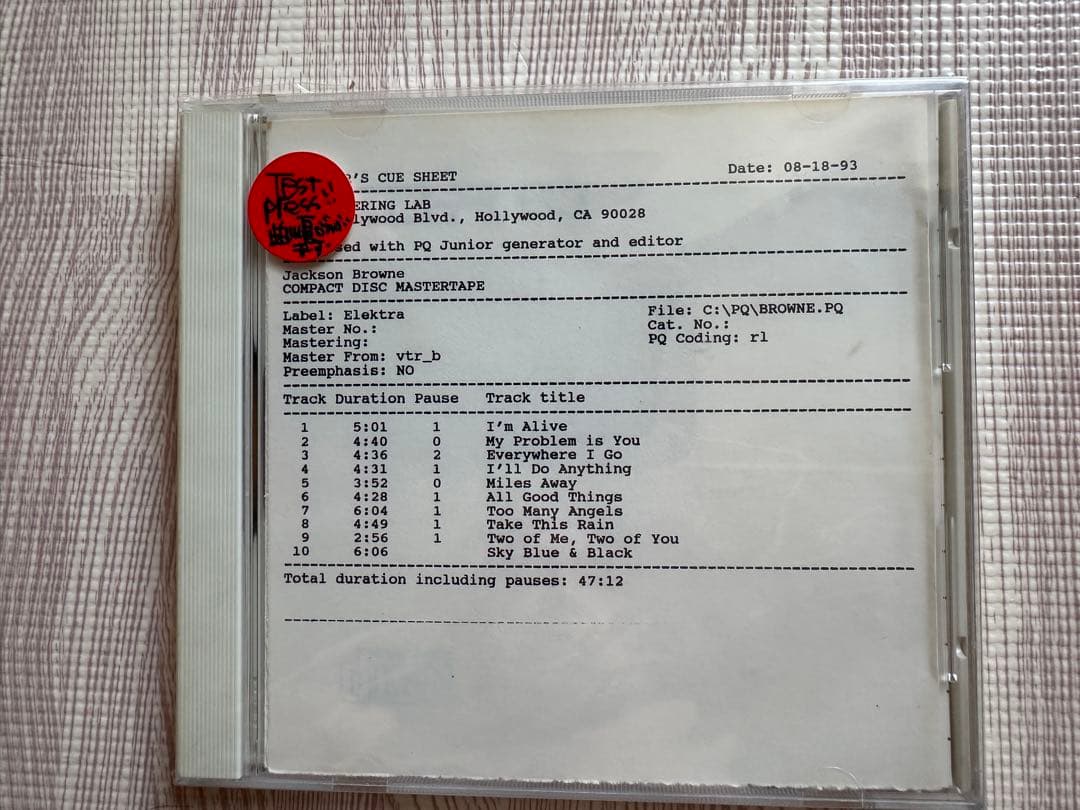 Test
Press!!
'S CUE SHEET
Date: 08-18-93
ERING LAB
lywood Blvd., Hollywood, CA 90028
sed with PQ Junior generator and editor
Jackson Browne
COMPACT DISC MASTERTAPE
Label: Elektra
File: C:\PQ\BROWNE.PQ
Master No.:
Cat. No.:
Mastering:
PQ Coding: rl
Master From: vtr_b
Preemphasis: NO
Track Duration Pause Track title
1 5:01 1 I'm Alive
2 4:40 0 My Problem is You
3 4:36 2 Everywhere I Go
4 4:31 1 I'll Do Anything
5 3:52 0 Miles Away
6 4:28 1 All Good Things
7 6:04 1 Too Many Angels
8 4:49 1 Take This Rain
9 2:56 1 Two of Me, Two of You
10 6:06 Sky Blue & Black
Total duration including pauses: 47:12